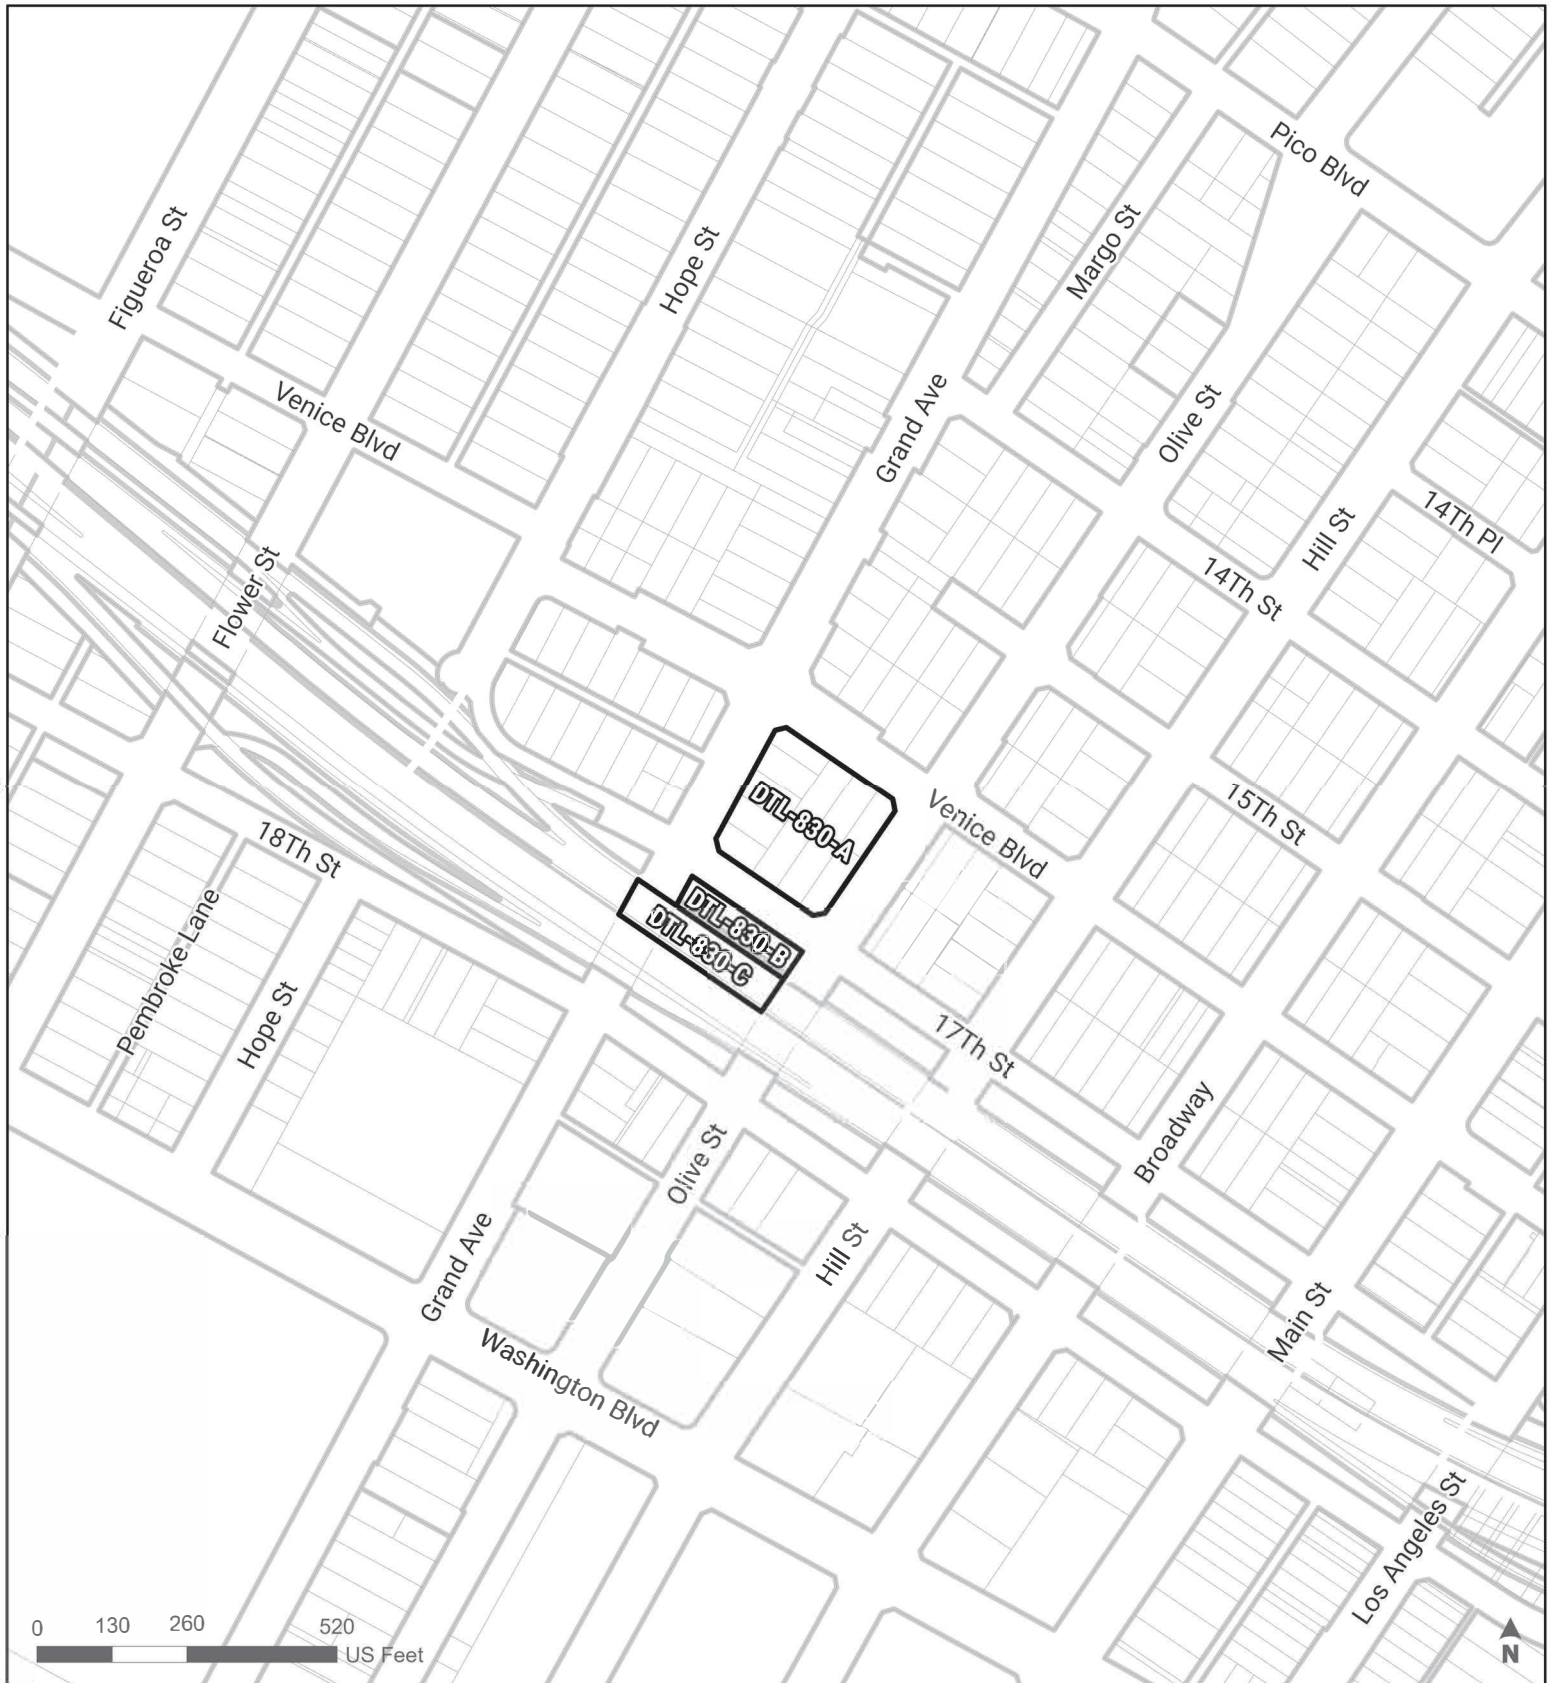 Pico Blvd
Figueroa St
Hope St
Margo St
Venice Blvd
Grand Ave
Olive St
14Th Pl
Hill St
14Th St
Flower St
DTL-830-A
Venice Blvd
15Th St
18Th St
DTL-830-B
DTL-830-C
Pembroke Lane
Hope St
17Th St
Broadway
Olive St
Grand Ave
Hill St
Main St
Washington Blvd
Los Angeles St
0 130 260 520
US Feet
N